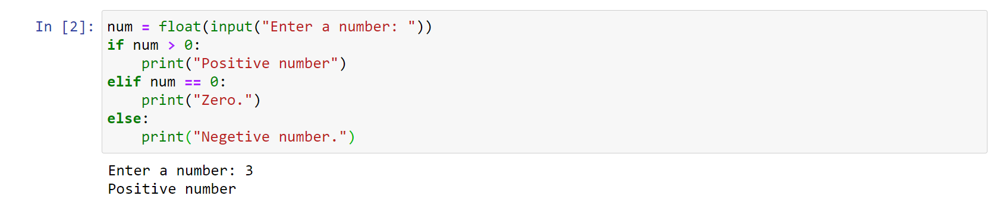 In [2]: num = float(input("Enter a number: "))
if num > 0:
    print("Positive number")
elif num == 0:
    print("Zero.")
else:
    print("Negetive number.")
Enter a number: 3
Positive number